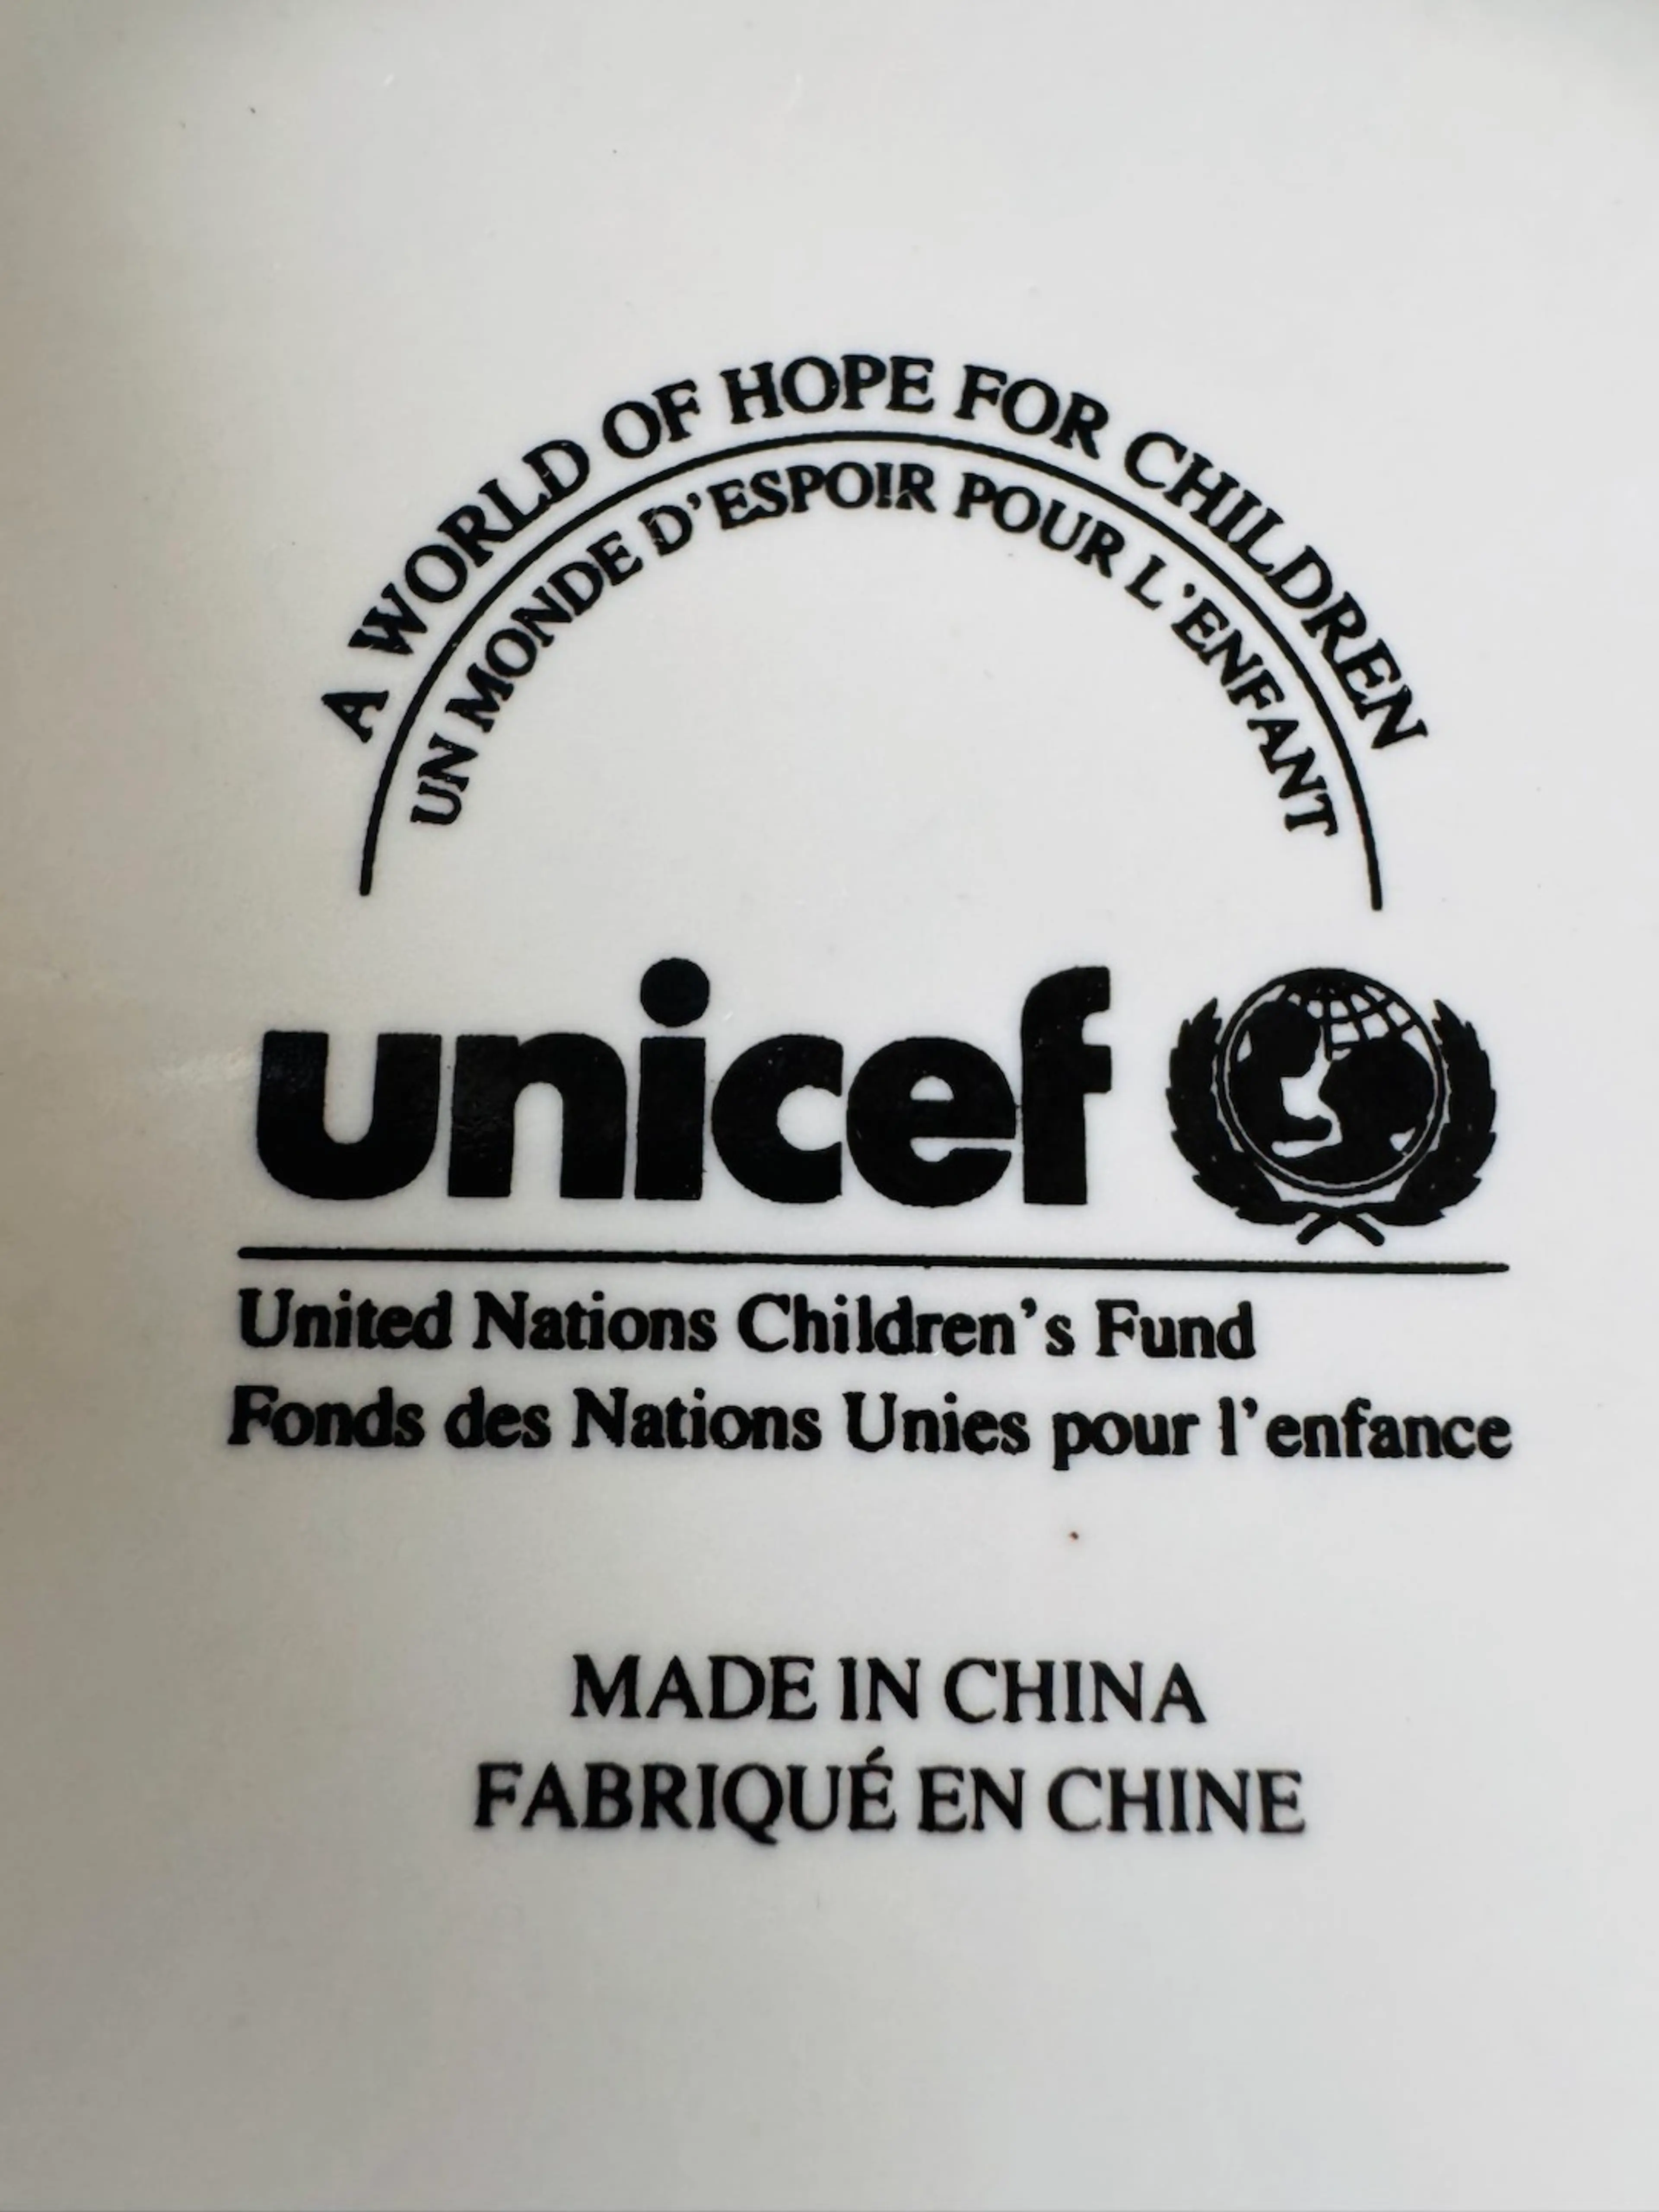 A WORLD OF HOPE FOR CHILDREN
UN MONDE D'ESPOIR POUR L'ENFANT
unicef
United Nations Children's Fund
Fonds des Nations Unies pour l'enfance
MADE IN CHINA
FABRIQUÉ EN CHINE